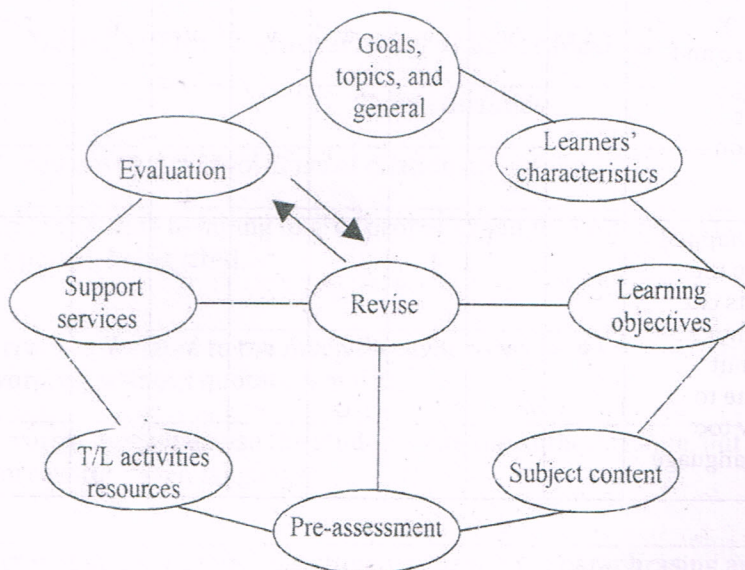 Goals,
topics, and
general
Learners'
characteristics
Evaluation
Support
services
Revise
Learning
objectives
T/L activities
resources
Subject content
Pre-assessment